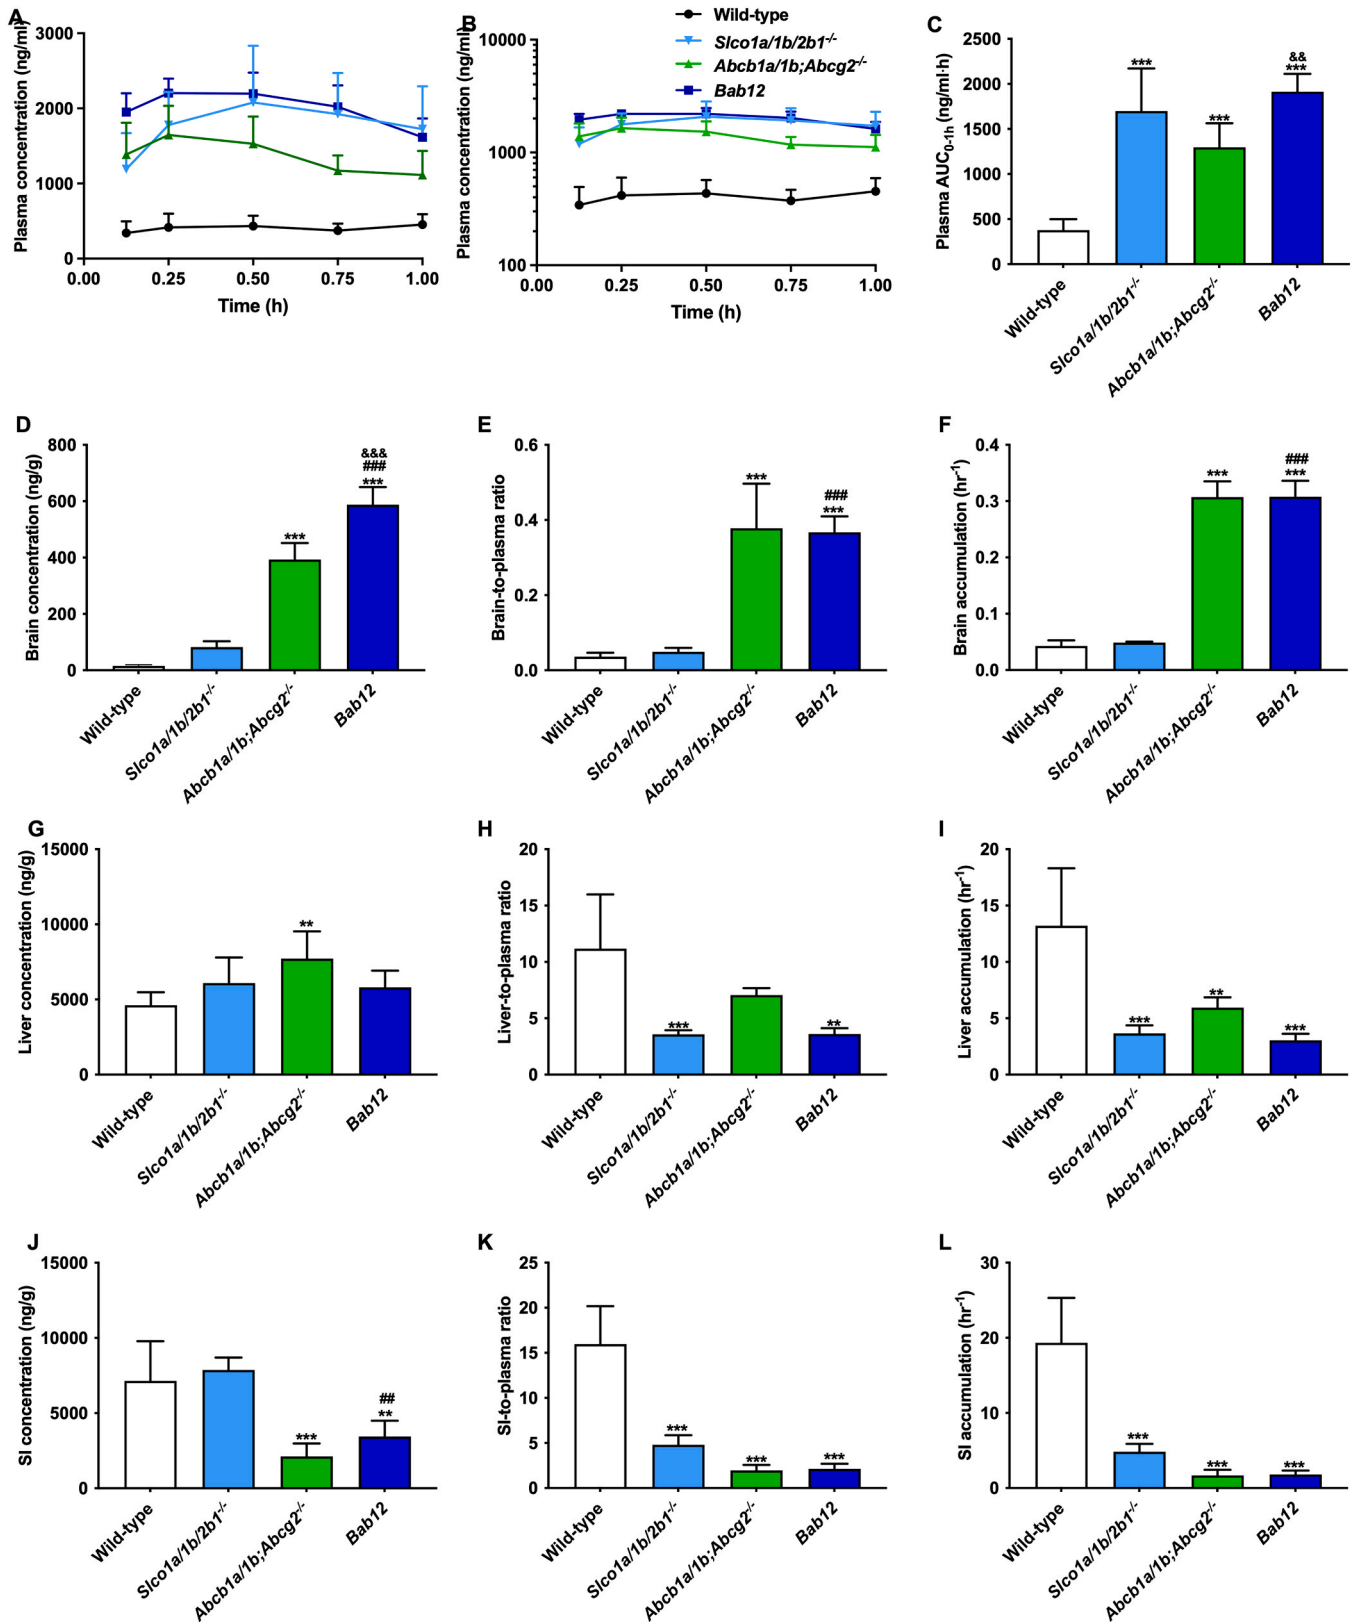 A
Plasma concentration (ng/ml)
3000
2000
1000
0
0.00 0.25 0.50 0.75 1.00
Time (h)
B
Plasma concentration (ng/ml)
10000
1000
100
0.00 0.25 0.50 0.75 1.00
Time (h)
Wild-type
Slco1a/1b/2b1-/-
Abcb1a/1b;Abcg2-/-
Bab12
C
Plasma AUC0-1h (ng/ml·h)
2500
2000
1500
1000
500
0
***
***
&&
***
Wild-type
Slco1a/1b/2b1-/-
Abcb1a/1b;Abcg2-/-
Bab12
D
Brain concentration (ng/g)
800
600
400
200
0
***
&&&
###
***
Wild-type
Slco1a/1b/2b1-/-
Abcb1a/1b;Abcg2-/-
Bab12
E
Brain-to-plasma ratio
0.6
0.4
0.2
0.0
***
###
***
Wild-type
Slco1a/1b/2b1-/-
Abcb1a/1b;Abcg2-/-
Bab12
F
Brain accumulation (hr-1)
0.4
0.3
0.2
0.1
0.0
***
###
***
Wild-type
Slco1a/1b/2b1-/-
Abcb1a/1b;Abcg2-/-
Bab12
G
Liver concentration (ng/g)
15000
10000
5000
0
**
Wild-type
Slco1a/1b/2b1-/-
Abcb1a/1b;Abcg2-/-
Bab12
H
Liver-to-plasma ratio
20
15
10
5
0
***
**
Wild-type
Slco1a/1b/2b1-/-
Abcb1a/1b;Abcg2-/-
Bab12
I
Liver accumulation (hr-1)
20
15
10
5
0
***
**
***
Wild-type
Slco1a/1b/2b1-/-
Abcb1a/1b;Abcg2-/-
Bab12
J
SI concentration (ng/g)
15000
10000
5000
0
***
##
**
Wild-type
Slco1a/1b/2b1-/-
Abcb1a/1b;Abcg2-/-
Bab12
K
SI-to-plasma ratio
25
20
15
10
5
0
***
***
***
Wild-type
Slco1a/1b/2b1-/-
Abcb1a/1b;Abcg2-/-
Bab12
L
SI accumulation (hr-1)
30
20
10
0
***
***
***
Wild-type
Slco1a/1b/2b1-/-
Abcb1a/1b;Abcg2-/-
Bab12